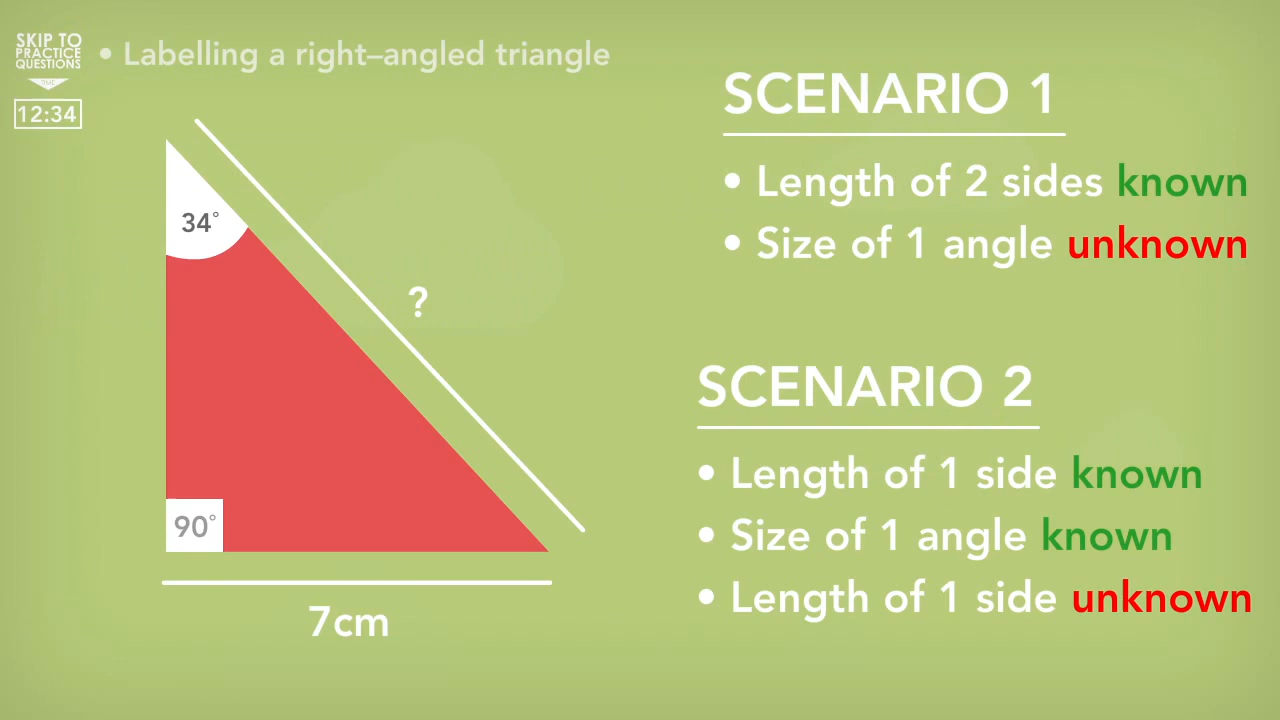 SKIP TO
PRACTICE
QUESTIONS
TIME
12:34
• Labelling a right–angled triangle
34°
?
90°
7cm
SCENARIO 1
• Length of 2 sides known
• Size of 1 angle unknown
SCENARIO 2
• Length of 1 side known
• Size of 1 angle known
• Length of 1 side unknown